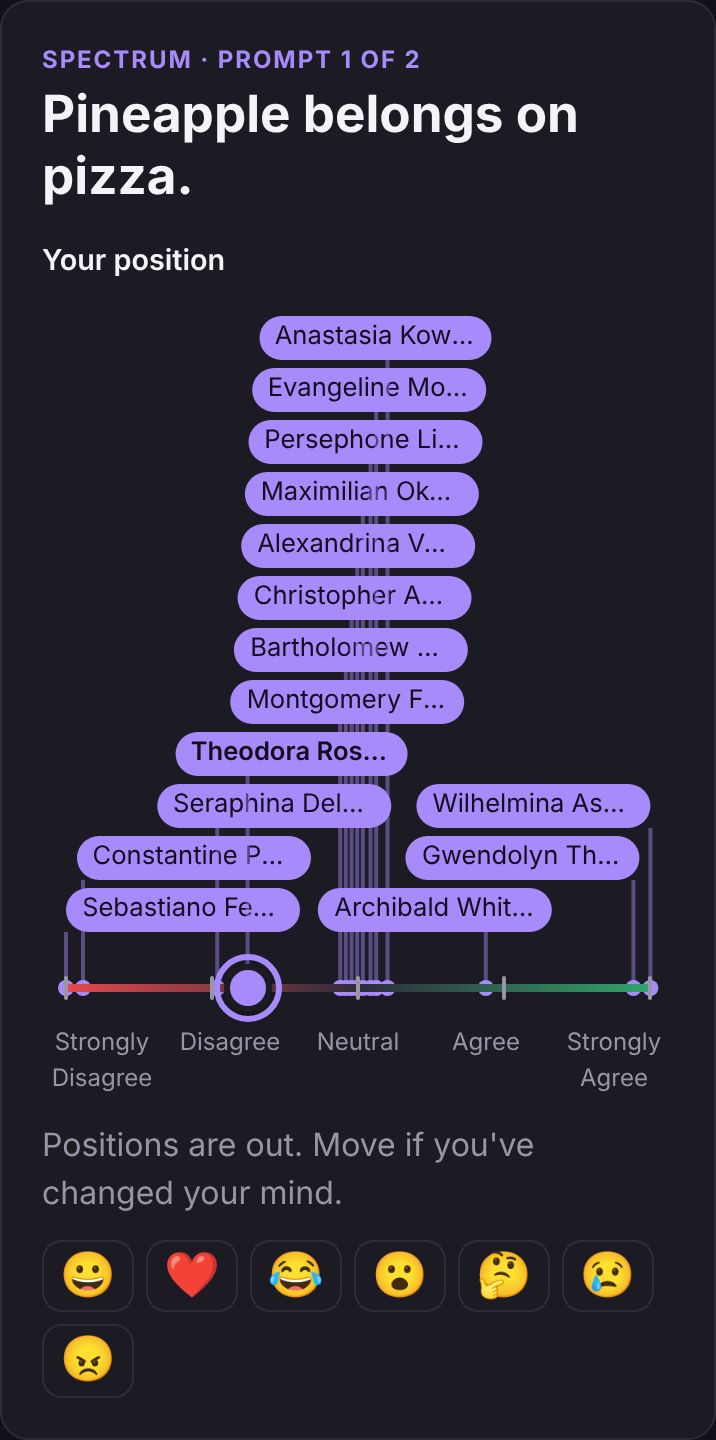 SPECTRUM · PROMPT 1 OF 2
Pineapple belongs on
pizza.
Your position
Anastasia Kow...
Evangeline Mo...
Persephone Li...
Maximilian Ok...
Alexandrina V...
Christopher A...
Bartholomew ...
Montgomery F...
Theodora Ros...
Seraphina Del... Wilhelmina As...
Constantine P... Gwendolyn Th...
Sebastiano Fe... Archibald Whit...
Strongly Disagree Neutral Agree Strongly
Disagree Agree
Positions are out. Move if you've
changed your mind.